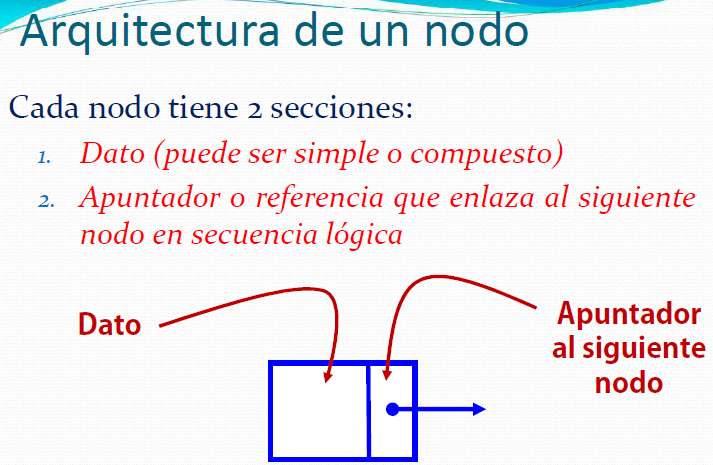 Arquitectura de un nodo
Cada nodo tiene 2 secciones:
1. Dato (puede ser simple o compuesto)
2. Apuntador o referencia que enlaza al siguiente
nodo en secuencia lógica
Dato
Apuntador
al siguiente
nodo